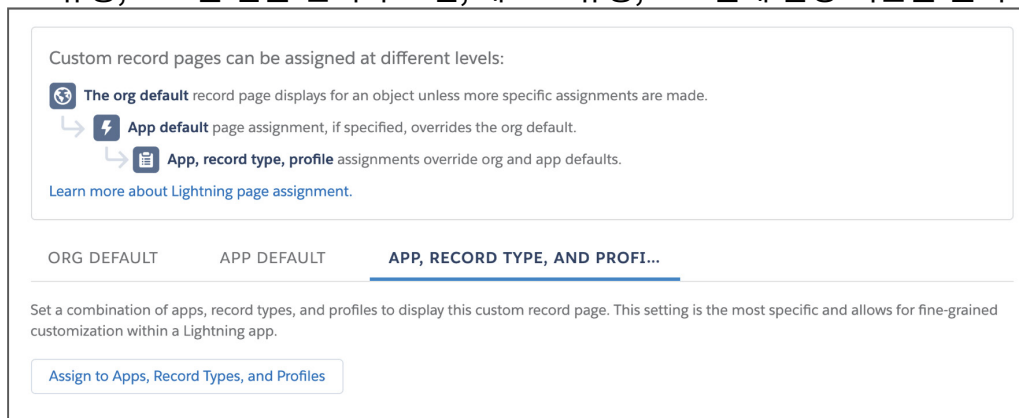 Custom record pages can be assigned at different levels:
The org default record page displays for an object unless more specific assignments are made.
App default page assignment, if specified, overrides the org default.
App, record type, profile assignments override org and app defaults.
Learn more about Lightning page assignment.
ORG DEFAULT APP DEFAULT APP, RECORD TYPE, AND PROFI...
Set a combination of apps, record types, and profiles to display this custom record page. This setting is the most specific and allows for fine-grained
customization within a Lightning app.
Assign to Apps, Record Types, and Profiles